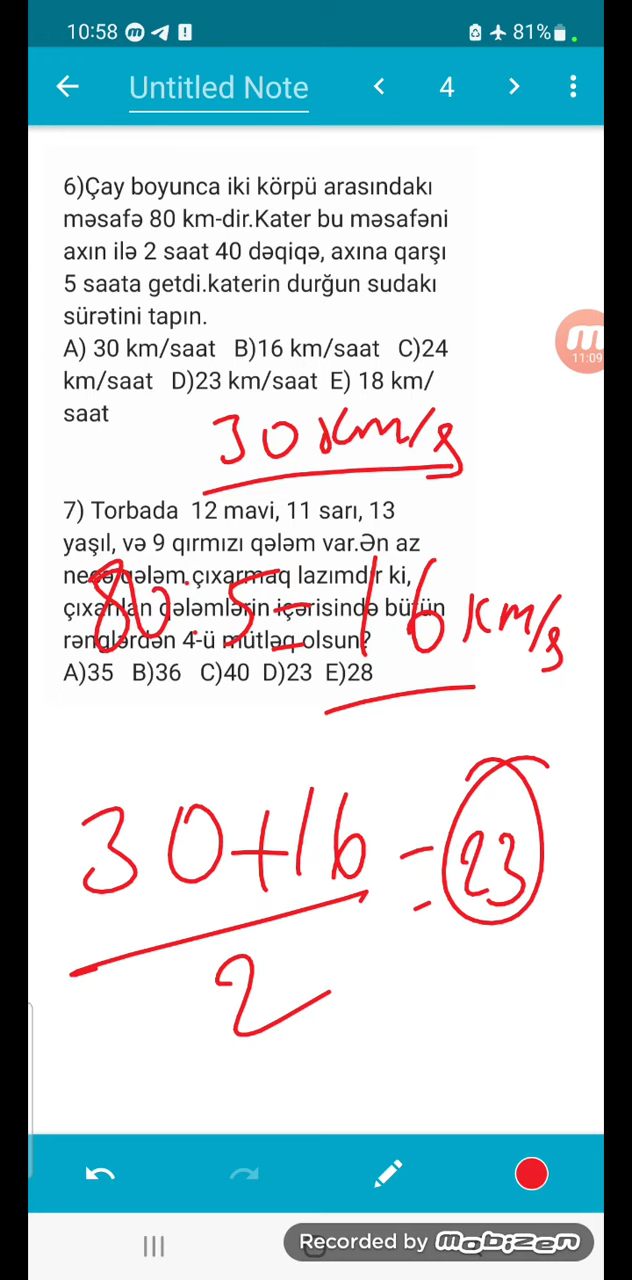 10:58 81%
Untitled Note 4
6)Çay boyunca iki körpü arasındakı
məsafə 80 km-dir.Kater bu məsafəni
axın ilə 2 saat 40 dəqiqə, axına qarşı
5 saata getdi.katerin durğun sudakı
sürətini tapın.
A) 30 km/saat B)16 km/saat C)24
km/saat D)23 km/saat E) 18 km/
saat
11:09
30 km/s
7) Torbada 12 mavi, 11 sarı, 13
yaşıl, və 9 qırmızı qələm var.Ən az
neçə qələm çıxarmaq lazımdır ki,
çıxarılan qələmlərin içərisində bütün
rənglərdən 4-ü mütləq olsun?
A)35 B)36 C)40 D)23 E)28
80:5=16 km/s
30+16 = 23
2
Recorded by mobizen